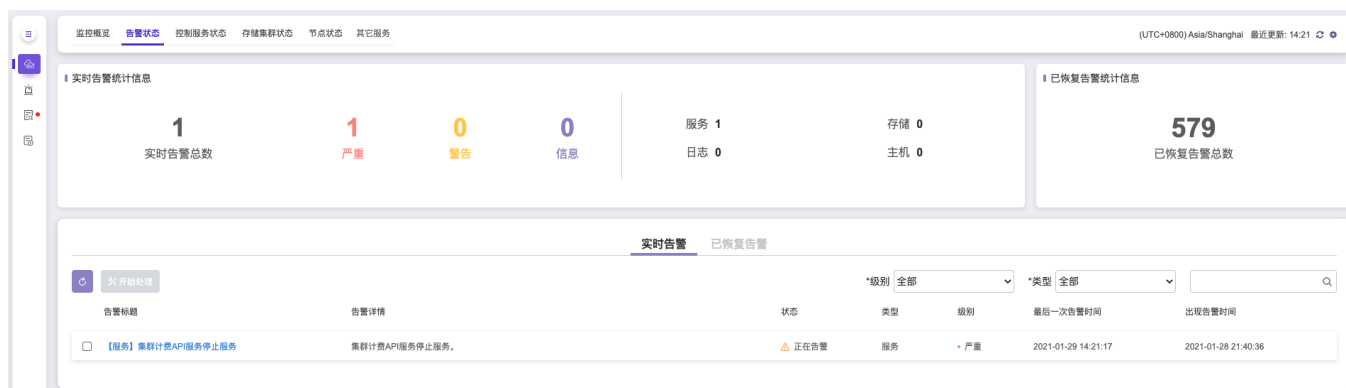 监控概览 告警状态 控制服务状态 存储集群状态 节点状态 其它服务 (UTC+0800) Asia/Shanghai 最近更新: 14:21
实时告警统计信息 已恢复告警统计信息
1 1 0 0 服务 1 存储 0 579
实时告警总数 严重 警告 信息 日志 0 主机 0 已恢复告警总数
实时告警 已恢复告警
开始处理 *级别 全部 *类型 全部
告警标题 告警详情 状态 类型 级别 最后一次告警时间 出现告警时间
【服务】集群计费API服务停止服务 集群计费API服务停止服务。 正在告警 服务 严重 2021-01-29 14:21:17 2021-01-28 21:40:36